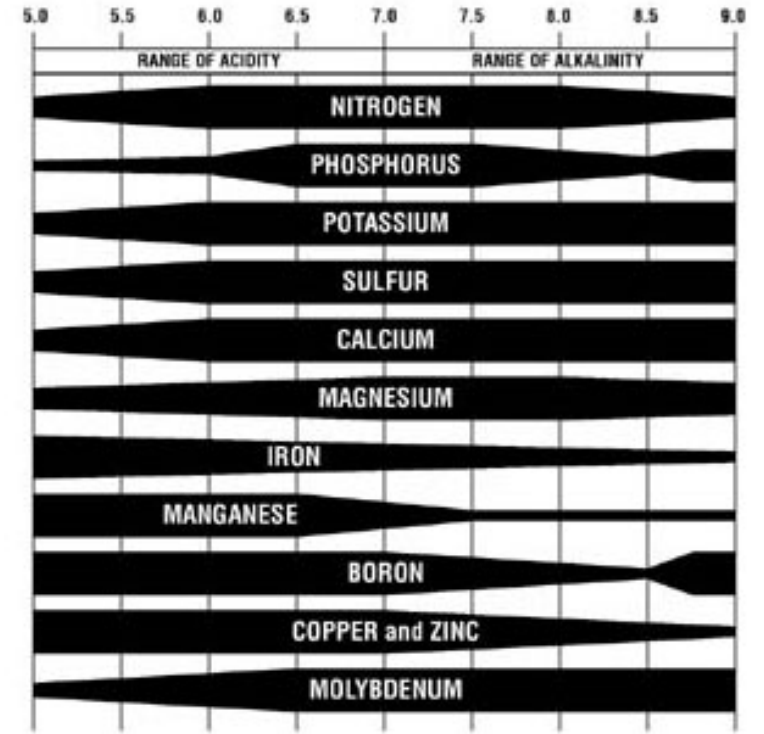 5.0 5.5 6.0 6.5 7.0 7.5 8.0 8.5 9.0
RANGE OF ACIDITY RANGE OF ALKALINITY
NITROGEN
PHOSPHORUS
POTASSIUM
SULFUR
CALCIUM
MAGNESIUM
IRON
MANGANESE
BORON
COPPER and ZINC
MOLYBDENUM